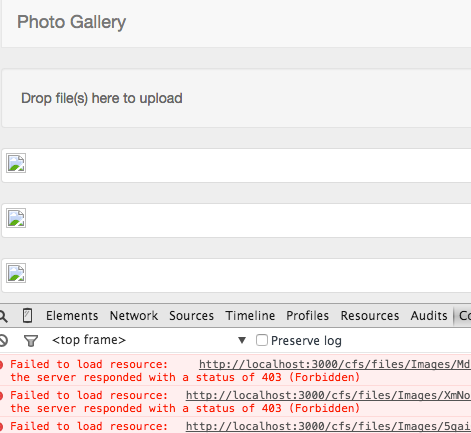 Photo Gallery
Drop file(s) here to upload
Elements Network Sources Timeline Profiles Resources Audits
<top frame> Preserve log
Failed to load resource: http://localhost:3000/cfs/files/Images/Md
the server responded with a status of 403 (Forbidden)
Failed to load resource: http://localhost:3000/cfs/files/Images/XmNo
the server responded with a status of 403 (Forbidden)
Failed to load resource: http://localhost:3000/cfs/files/Images/5qai